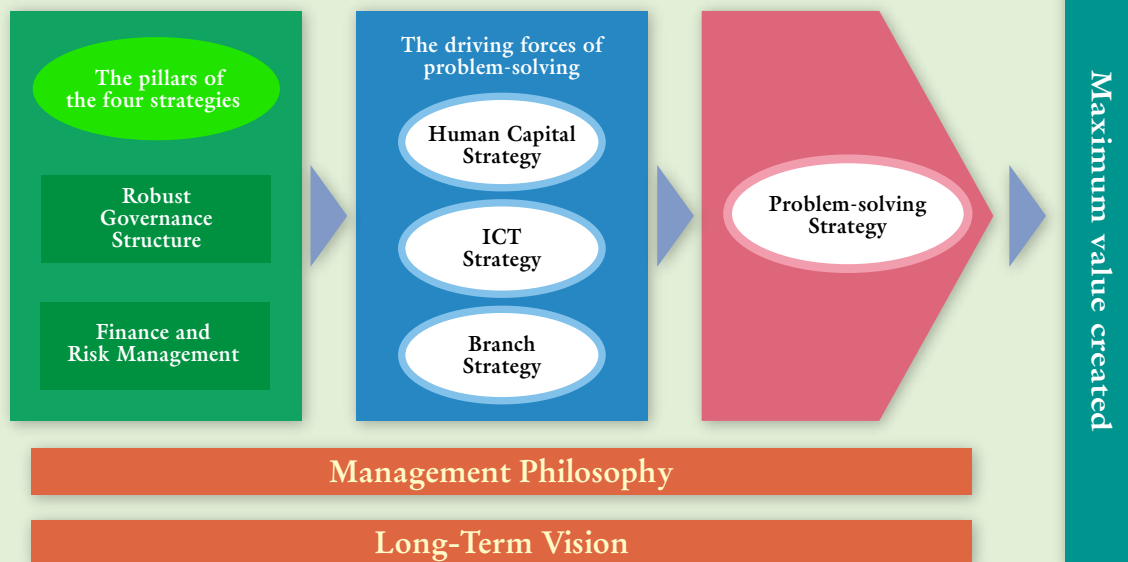 The pillars of
the four strategies
Robust
Governance
Structure
Finance and
Risk Management
The driving forces of
problem-solving
Human Capital
Strategy
ICT
Strategy
Branch
Strategy
Problem-solving
Strategy
Maximum value created
Management Philosophy
Long-Term Vision